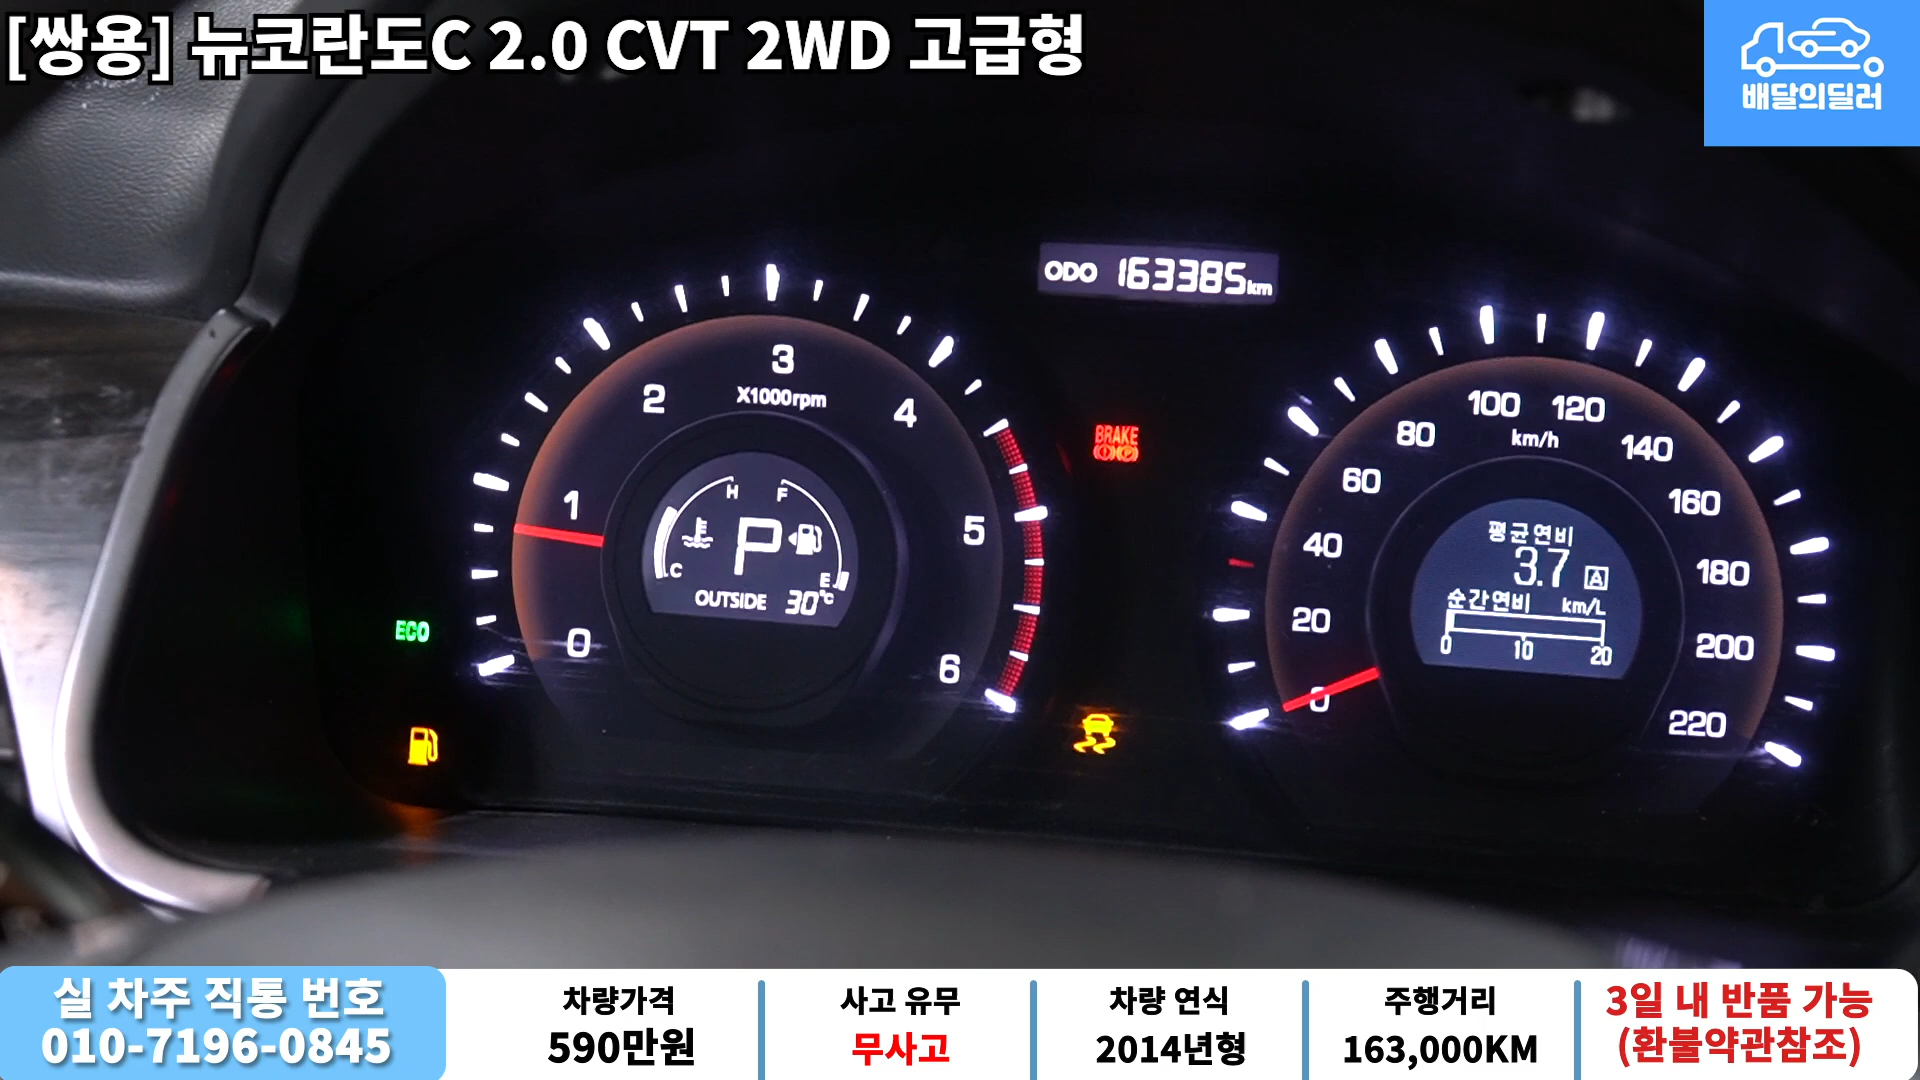 [쌍용] 뉴코란도C 2.0 CVT 2WD 고급형
배달의딜러
ODO 163385km
0
1
2
3
4
5
6
X1000rpm
H F
P
C E
OUTSIDE 30°C
BRAKE
ECO
0
20
40
60
80
100
120
140
160
180
200
220
km/h
평균연비
3.7 A
순간연비 km/L
0 10 20
실 차주 직통 번호
010-7196-0845
차량가격
590만원
사고 유무
무사고
차량 연식
2014년형
주행거리
163,000KM
3일 내 반품 가능
(환불약관참조)